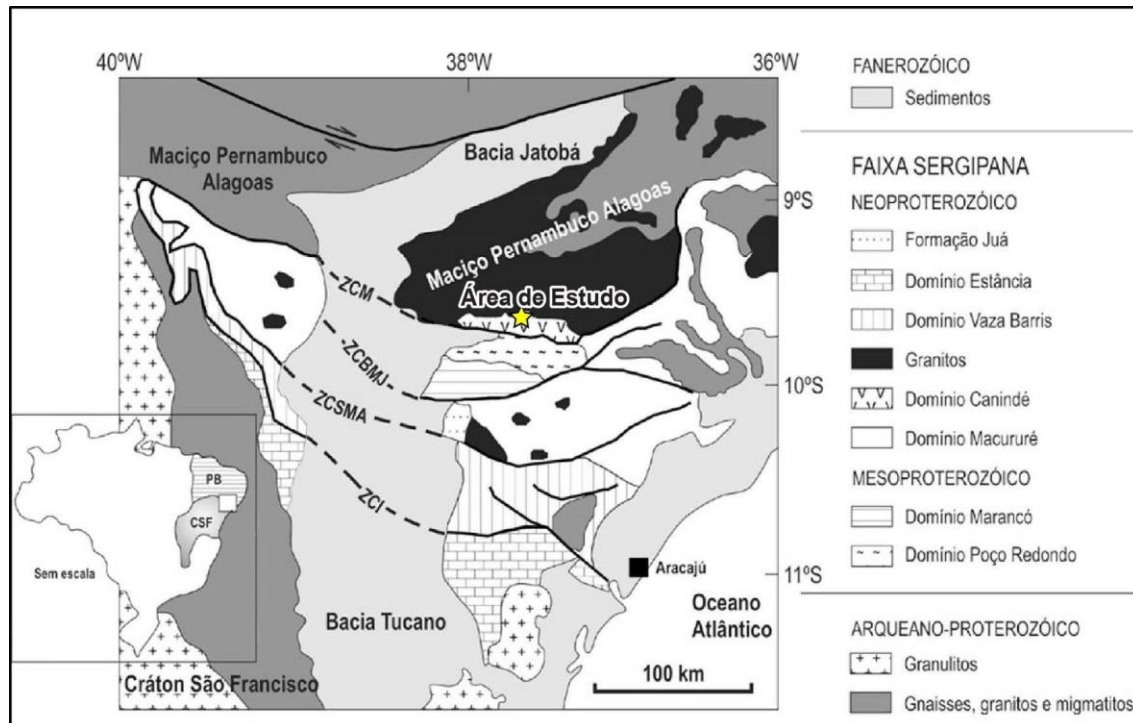 40ºW
38ºW
36ºW
Maciço Pernambuco
Alagoas
Bacia Jatobá
Maciço Pernambuco Alagoas
9ºS
ZCM
Área de Estudo
ZCBMJ
10ºS
ZCSMA
ZCI
PB
CSF
Sem escala
Aracajú
11ºS
Bacia Tucano
Oceano
Atlântico
100 km
Cráton São Francisco
FANEROZÓICO
Sedimentos
FAIXA SERGIPANA
NEOPROTEROZÓICO
Formação Juá
Domínio Estância
Domínio Vaza Barris
Granitos
Domínio Canindé
Domínio Macururé
MESOPROTEROZÓICO
Domínio Marancó
Domínio Poço Redondo
ARQUEANO-PROTEROZÓICO
Granulitos
Gnaisses, granitos e migmatitos